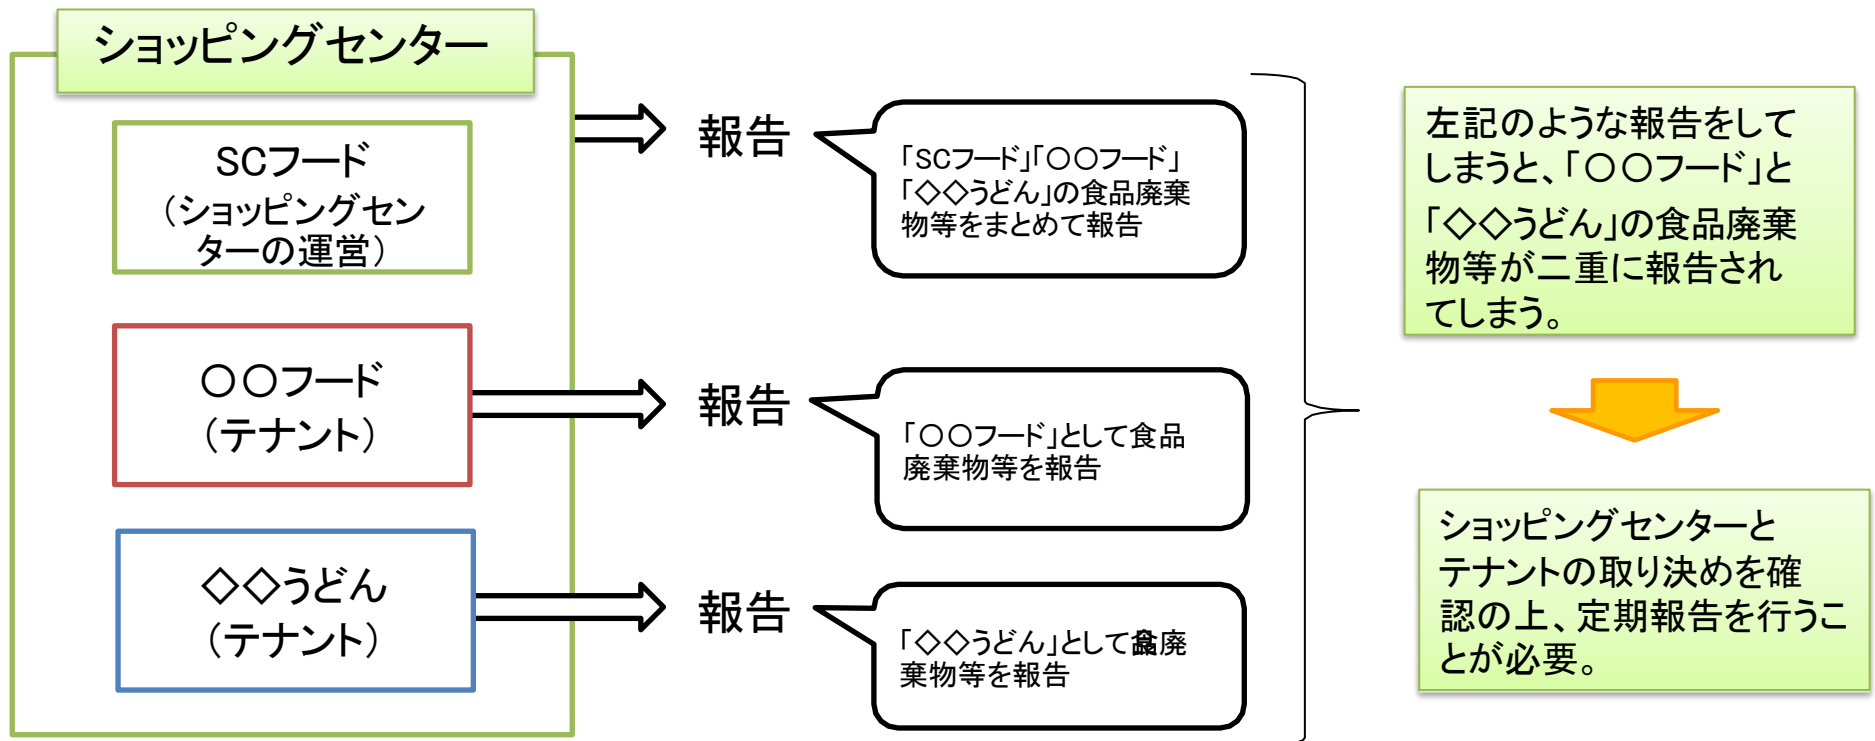 ショッピングセンター
SCフード
（ショッピングセン
ターの運営）
〇〇フード
（テナント）
◇◇うどん
（テナント）
報告
「SCフード」「〇〇フード」
「◇◇うどん」の食品廃棄
物等をまとめて報告
報告
「〇〇フード」として食品
廃棄物等を報告
報告
「◇◇うどん」として食品廃
棄物等を報告
左記のような報告をして
しまうと、「〇〇フード」と
「◇◇うどん」の食品廃棄
物等が二重に報告され
てしまう。
ショッピングセンターと
テナントの取り決めを確
認の上、定期報告を行うこ
とが必要。